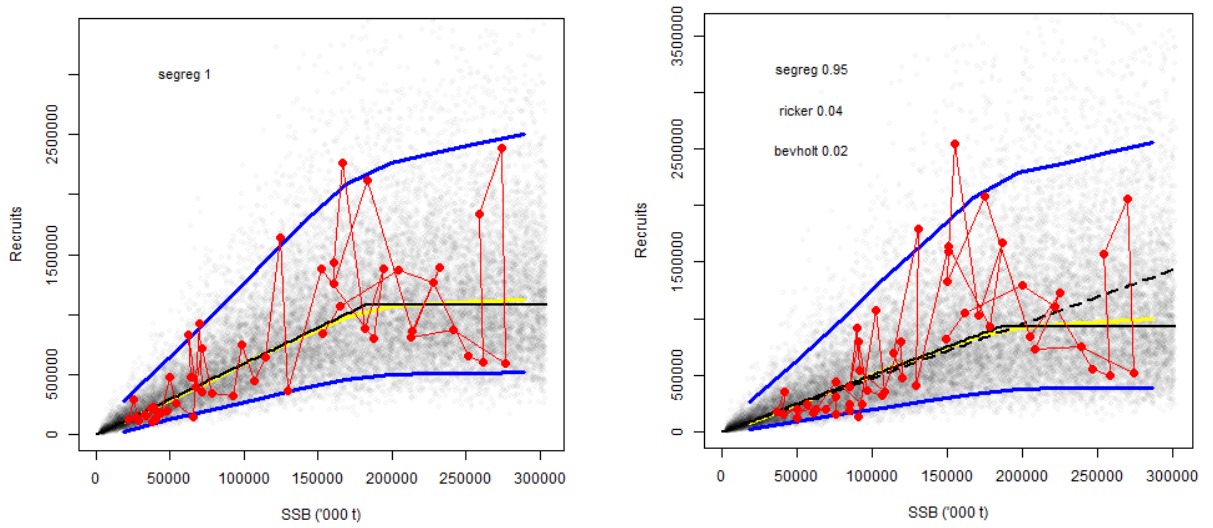 segreg 1
Recruits
2500000
1500000
500000
0
0 50000 100000 150000 200000 250000 300000
SSB ('000 t)
segreg 0.95
ricker 0.04
bevholt 0.02
Recruits
3500000
2500000
1500000
500000
0
0 50000 100000 150000 200000 250000 300000
SSB ('000 t)